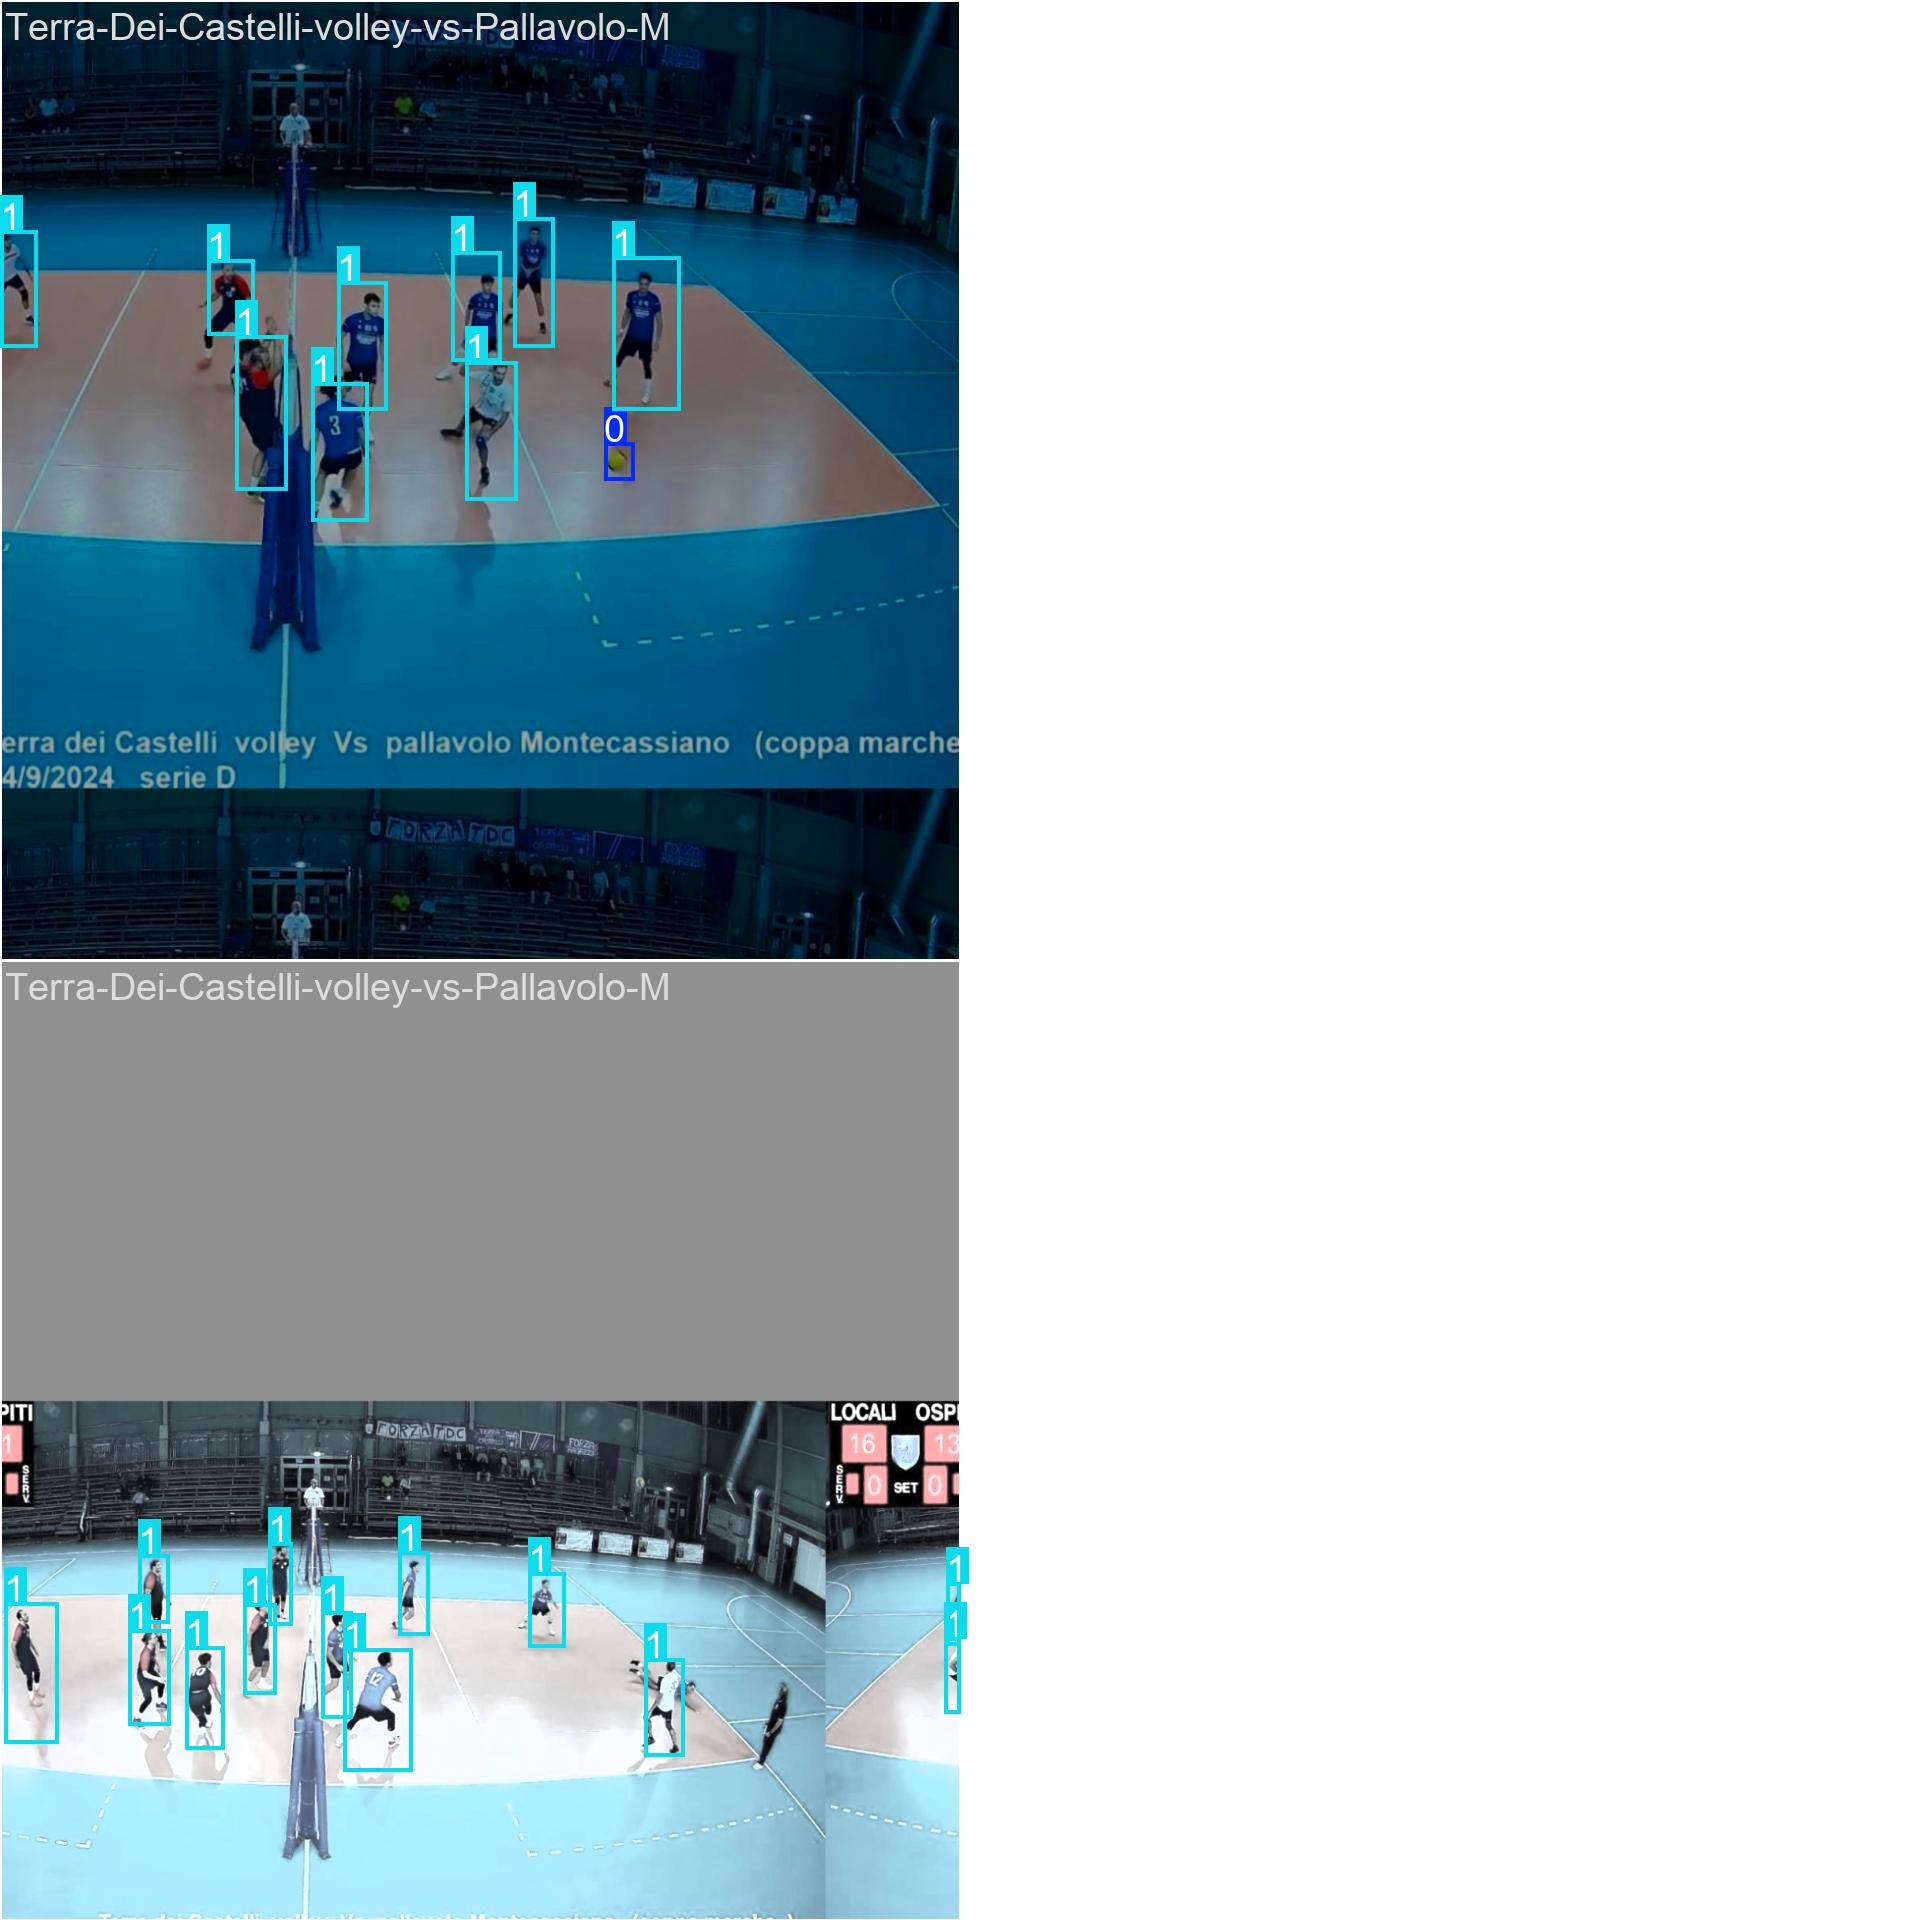 Terra-Dei-Castelli-volley-vs-Pallavolo-M
1
1
1
1
1
1
1
1
1
1
3
0
erra dei Castelli volley Vs pallavolo Montecassiano (coppa marche
4/9/2024 serie D
FORZA TDC
Terra-Dei-Castelli-volley-vs-Pallavolo-M
PITI
1
SERV.
FORZA TDC
FORZA
LOCALI OSPI
16 13
SERV. 0 SET 0
1
1
1
1
1
1
1
1
1
1
1
1
1
10
12